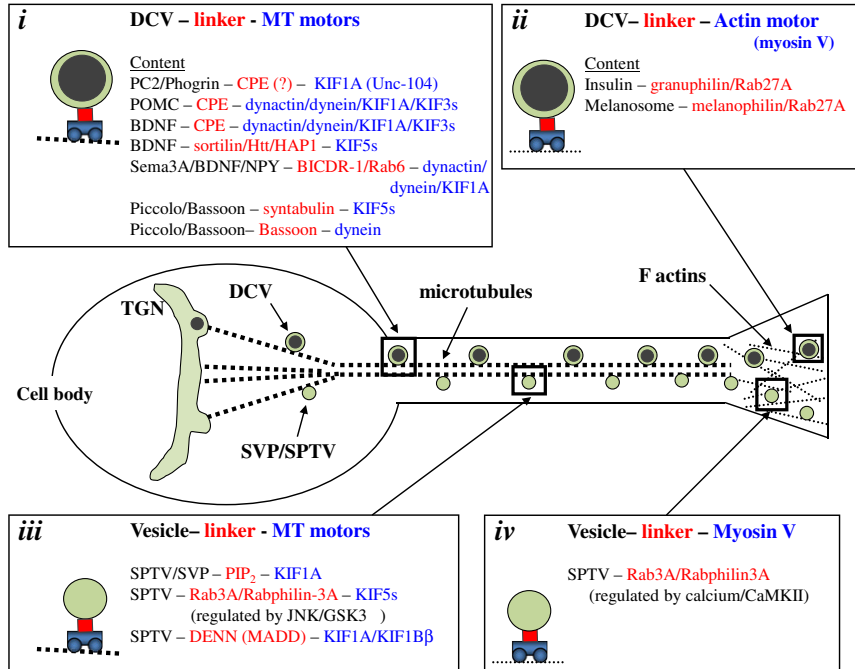 i
DCV– linker - MT motors
Content
PC2/Phogrin – CPE (?) – KIF1A (Unc-104)
POMC – CPE – dynactin/dynein/KIF1A/KIF3s
BDNF – CPE – dynactin/dynein/KIF1A/KIF3s
BDNF – sortilin/Htt/HAP1 – KIF5s
Sema3A/BDNF/NPY – BICDR-1/Rab6 – dynactin/
dynein/KIF1A
Piccolo/Bassoon – syntabulin – KIF5s
Piccolo/Bassoon– Bassoon – dynein
ii
DCV– linker – Actin motor
(myosin V)
Content
Insulin – granuphilin/Rab27A
Melanosome – melanophilin/Rab27A
TGN
DCV
microtubules
F actins
Cell body
SVP/SPTV
iii
Vesicle– linker - MT motors
SPTV/SVP – PIP₂ – KIF1A
SPTV – Rab3A/Rabphilin-3A – KIF5s
(regulated by JNK/GSK3 )
SPTV – DENN (MADD) – KIF1A/KIF1Bβ
iv
Vesicle– linker – Myosin V
SPTV – Rab3A/Rabphilin3A
(regulated by calcium/CaMKII)